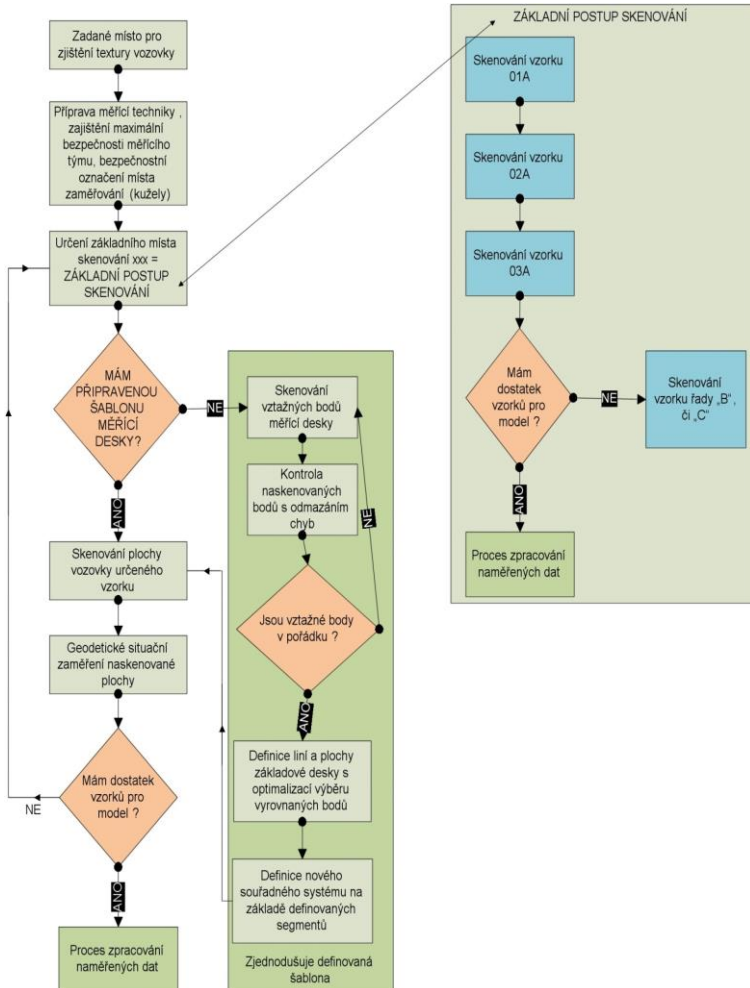 Zadané místo pro
zjištění textury vozovky
Příprava měřící techniky ,
zajištění maximální
bezpečnosti měřícího
týmu, bezpečnostní
označení místa
zaměřování (kužely)
Určení základního místa
skenování xxx =
ZÁKLADNÍ POSTUP
SKENOVÁNÍ
MÁM
PŘIPRAVENOU
ŠABLONU
MĚŘÍCÍ
DESKY?
NE
ANO
Skenování plochy
vozovky určeného
vzorku
Geodetické situační
zaměření naskenované
plochy
Mám dostatek
vzorků pro
model ?
NE
ANO
Proces zpracování
naměřených dat
Skenování
vztažných bodů
měřící desky
Kontrola
naskenovaných
bodů s odmazáním
chyb
NE
Jsou vztažné body
v pořádku ?
ANO
Definice liní a plochy
základové desky s
optimalizací výběru
vyrovnaných bodů
Definice nového
souřadného systému na
základě definovaných
segmentů
Zjednodušuje definovaná
šablona
ZÁKLADNÍ POSTUP SKENOVÁNÍ
Skenování vzorku
01A
Skenování vzorku
02A
Skenování vzorku
03A
Mám
dostatek
vzorků pro
model ?
NE
Skenování
vzorku řady „B“ ,
či „C“
ANO
Proces zpracování
naměřených dat